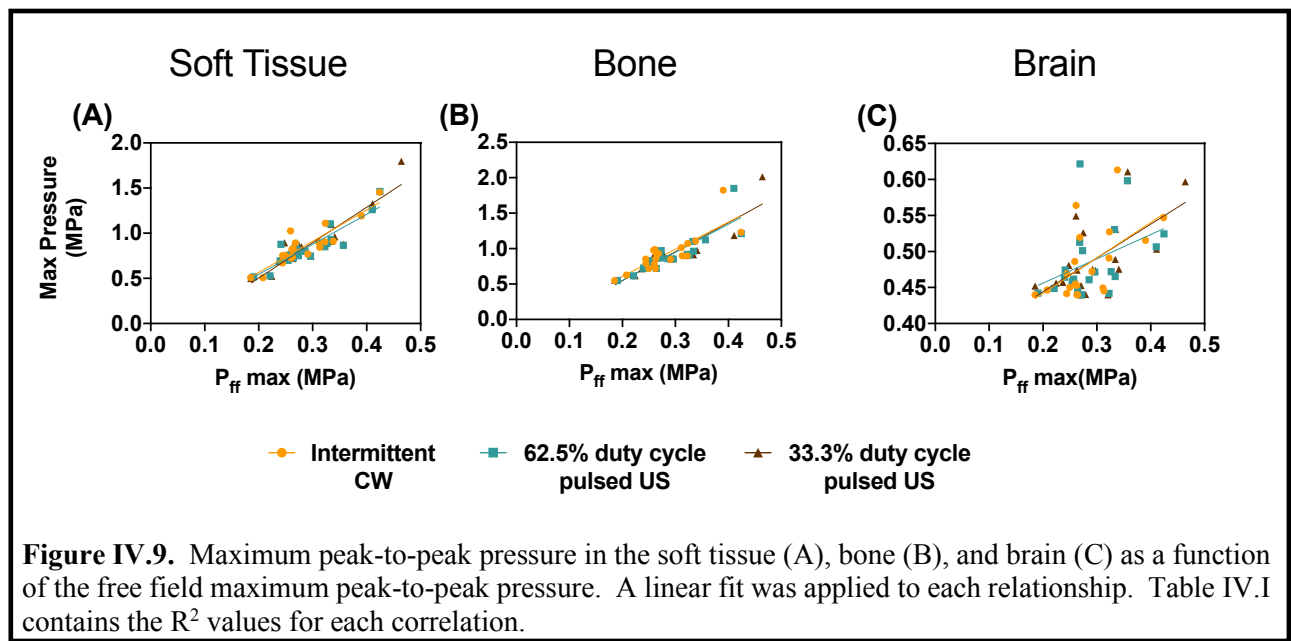 Soft Tissue
Bone
Brain
(A)
Max Pressure
(MPa)
2.0
1.5
1.0
0.5
0.0
0.0 0.1 0.2 0.3 0.4 0.5
Pff max (MPa)
(B)
2.5
2.0
1.5
1.0
0.5
0.0
0.0 0.1 0.2 0.3 0.4 0.5
Pff max (MPa)
(C)
0.65
0.60
0.55
0.50
0.45
0.40
0.0 0.1 0.2 0.3 0.4 0.5
Pff max(MPa)
Intermittent
CW
62.5% duty cycle
pulsed US
33.3% duty cycle
pulsed US
Figure IV.9. Maximum peak-to-peak pressure in the soft tissue (A), bone (B), and brain (C) as a function
of the free field maximum peak-to-peak pressure. A linear fit was applied to each relationship. Table IV.I
contains the R² values for each correlation.